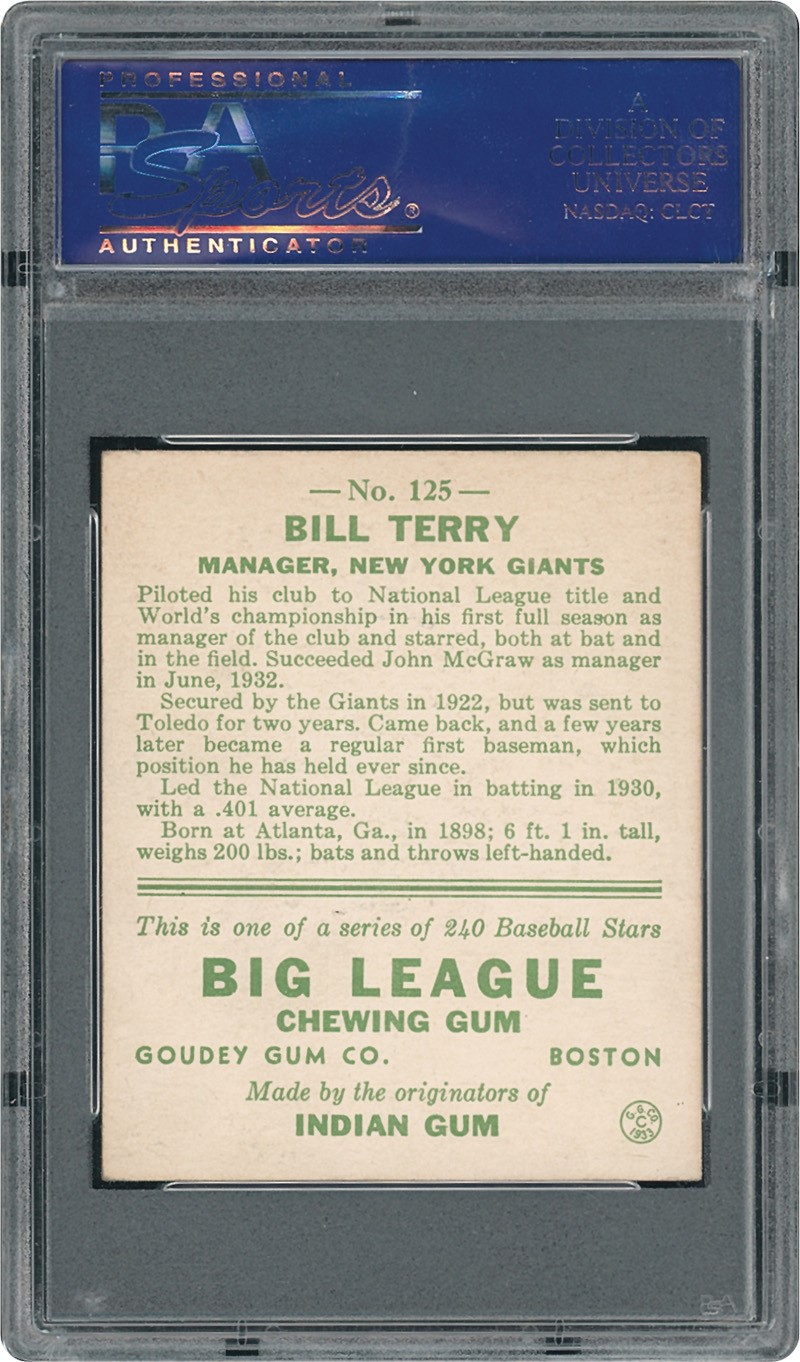 PROFESSIONAL
PSA
Sports®
AUTHENTICATOR
A
DIVISION OF
COLLECTORS
UNIVERSE
NASDAQ: CLCT
—No. 125—
BILL TERRY
MANAGER, NEW YORK GIANTS
Piloted his club to National League title and
World's championship in his first full season as
manager of the club and starred, both at bat and
in the field. Succeeded John McGraw as manager
in June, 1932.
Secured by the Giants in 1922, but was sent to
Toledo for two years. Came back, and a few years
later became a regular first baseman, which
position he has held ever since.
Led the National League in batting in 1930,
with a .401 average.
Born at Atlanta, Ga., in 1898; 6 ft. 1 in. tall,
weighs 200 lbs.; bats and throws left-handed.
This is one of a series of 240 Baseball Stars
BIG LEAGUE
CHEWING GUM
GOUDEY GUM CO. BOSTON
Made by the originators of
INDIAN GUM
G.G.CO.
C
1933
PSA